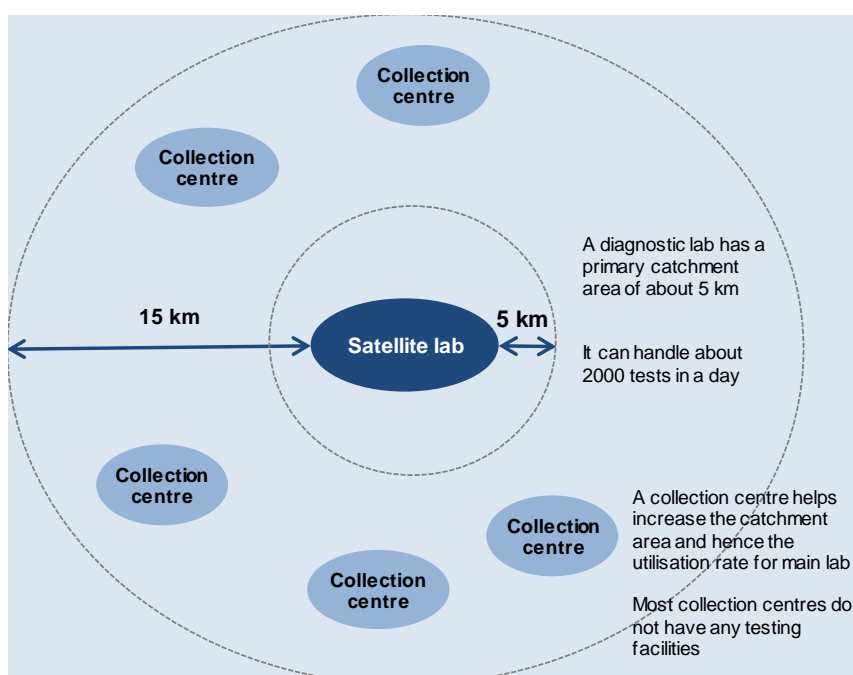 Collection
centre
Collection
centre
A diagnostic lab has a
primary catchment
area of about 5 km
15 km
5 km
Satellite lab
It can handle about
2000 tests in a day
Collection
centre
A collection centre helps
increase the catchment
area and hence the
utilisation rate for main lab
Collection
centre
Collection
centre
Most collection centres do
not have any testing
facilities